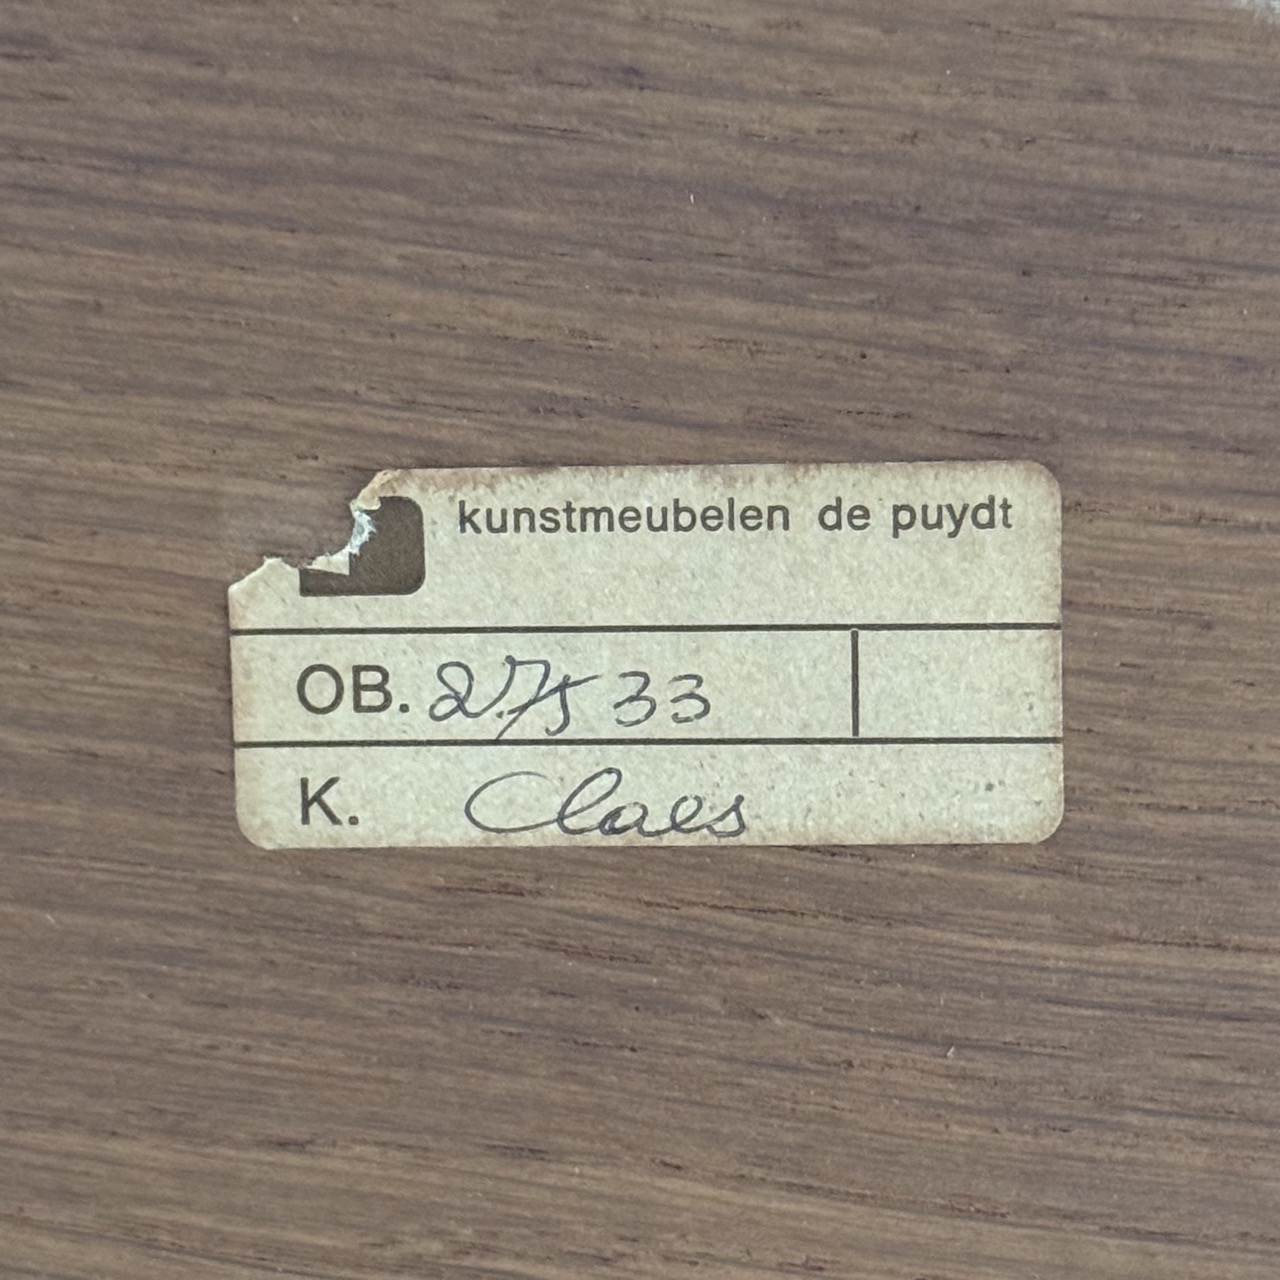 kunstmeubelen de puydt
OB. 27533
K. Claes